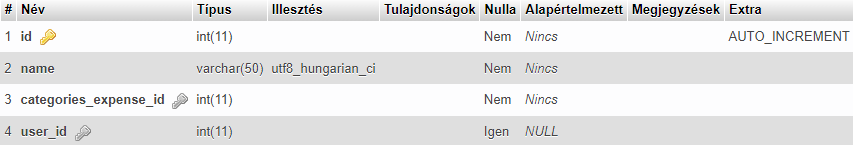 # Név Típus Illesztés Tulajdonságok Nulla Alapértelmezett Megjegyzések Extra
1 id int(11) Nem Nincs AUTO_INCREMENT
2 name varchar(50) utf8_hungarian_ci Nem Nincs
3 categories_expense_id int(11) Nem Nincs
4 user_id int(11) Igen NULL